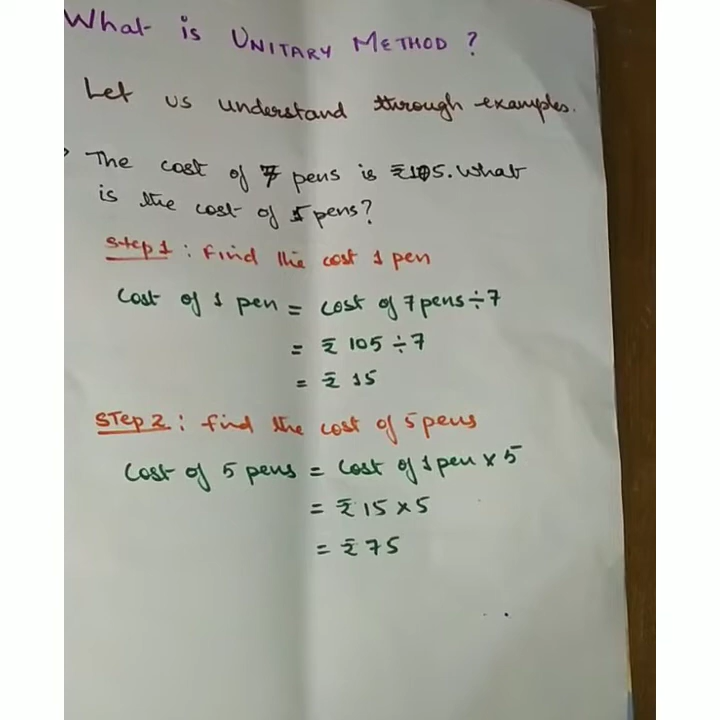 What is UNITARY METHOD ?
Let us understand through examples.
The cost of 7 pens is ₹105. What
is the cost of 5 pens?
Step 1 : Find the cost 1 pen
Cost of 1 pen = cost of 7 pens ÷ 7
= ₹ 105 ÷ 7
= ₹ 15
STep 2 : find the cost of 5 pens
Cost of 5 pens = cost of 1 pen × 5
= ₹ 15 × 5
= ₹ 75